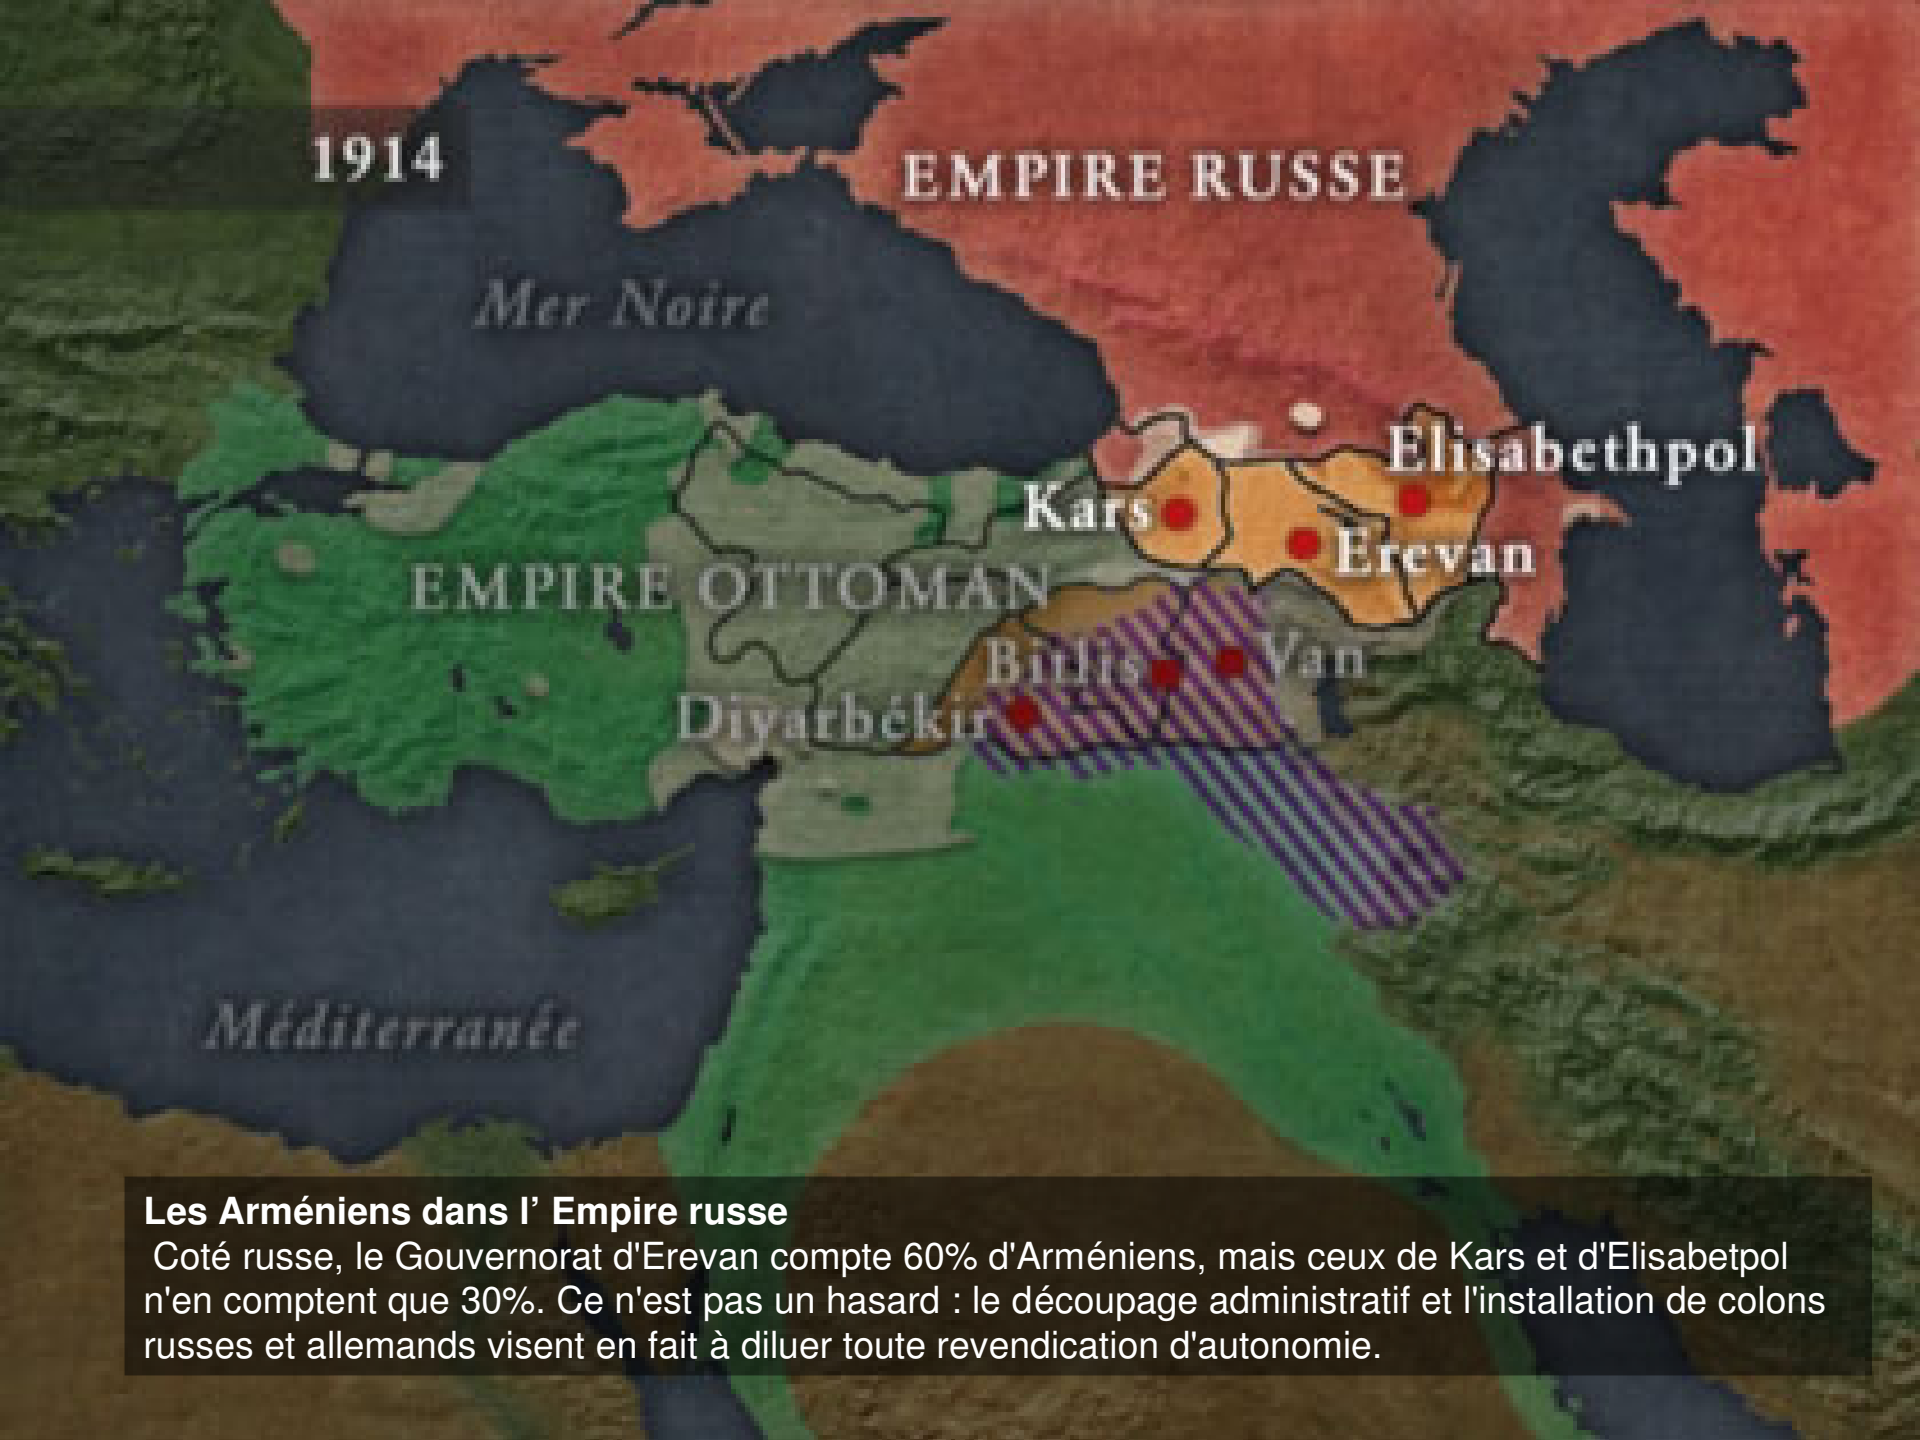 1914
EMPIRE RUSSE
Mer Noire
Elisabethpol
Kars
Erevan
EMPIRE OTTOMAN
Bitlis
Van
Diyarbékir
Méditerranée
Les Arméniens dans l’ Empire russe
Coté russe, le Gouvernorat d'Erevan compte 60% d'Arméniens, mais ceux de Kars et d'Elisabetpol
n'en comptent que 30%. Ce n'est pas un hasard : le découpage administratif et l'installation de colons
russes et allemands visent en fait à diluer toute revendication d'autonomie.